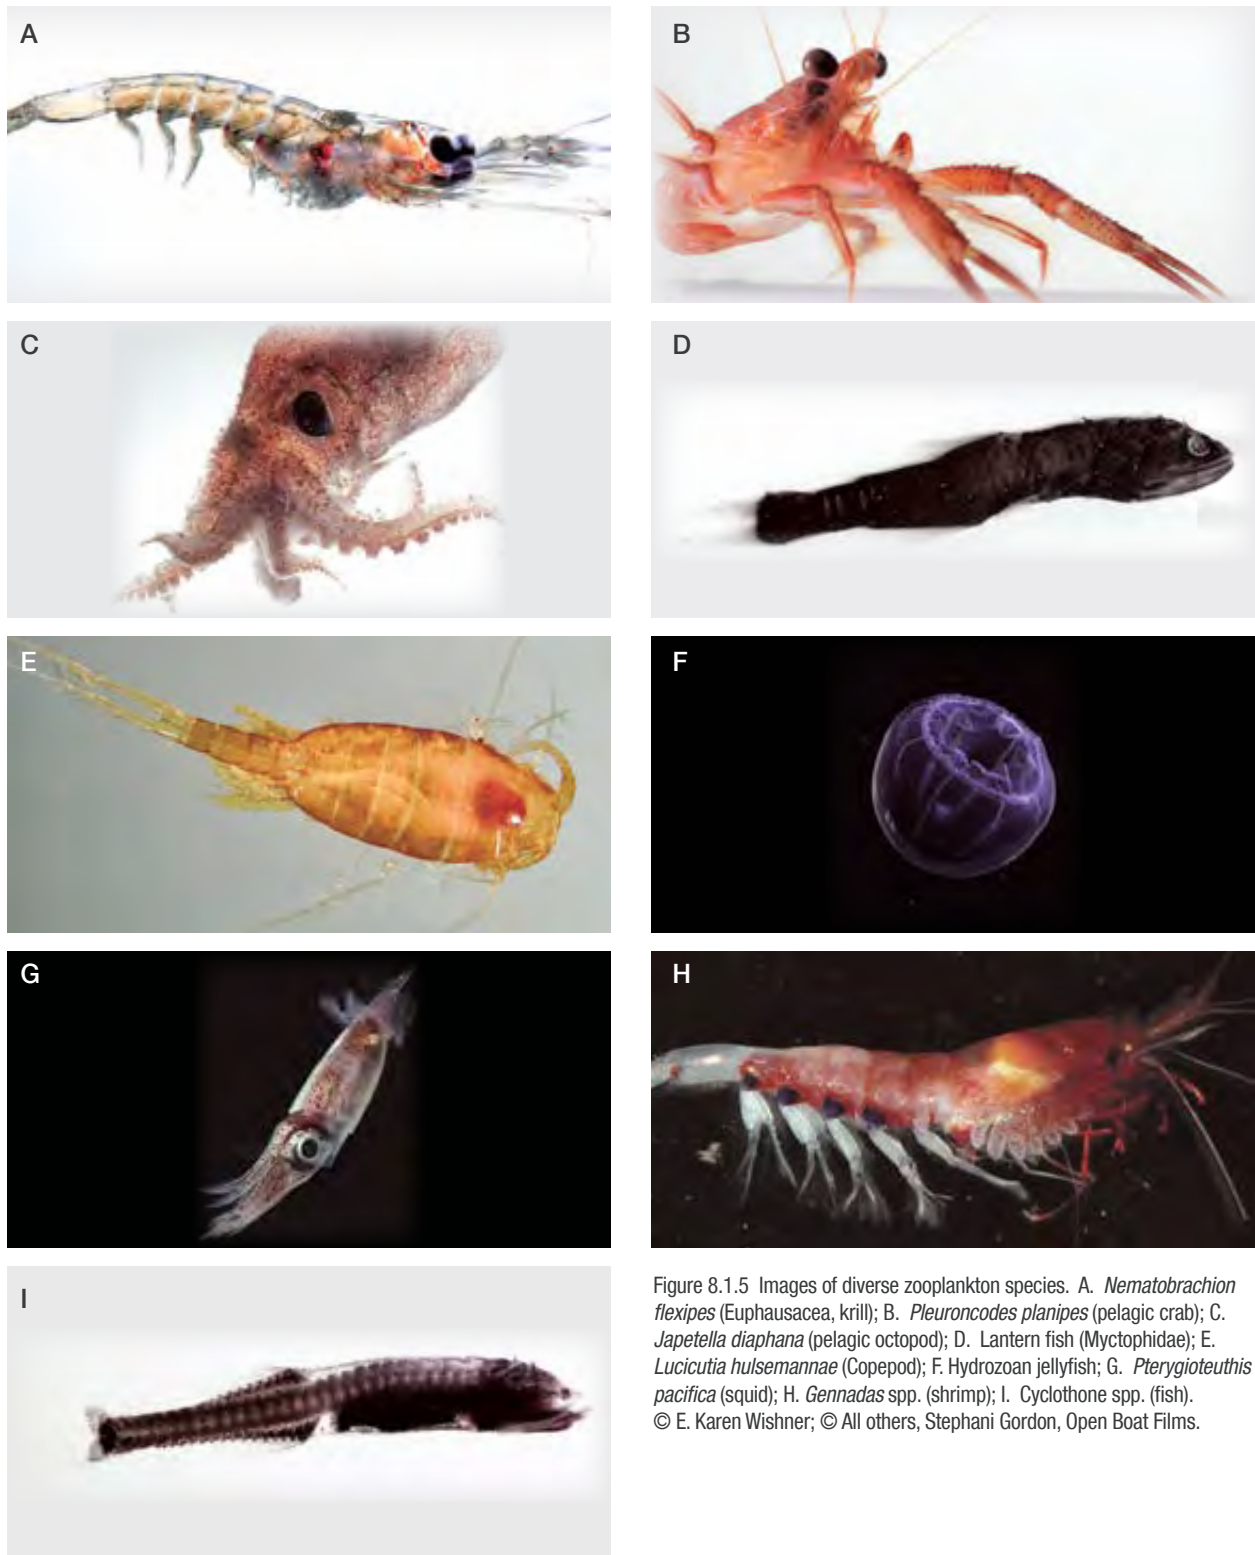 A
B
C
D
E
F
G
H
I
Figure 8.1.5 Images of diverse zooplankton species. A. Nematobrachion
flexipes (Euphausacea, krill); B. Pleuroncodes planipes (pelagic crab); C.
Japetella diaphana (pelagic octopod); D. Lantern fish (Myctophidae); E.
Lucicutia hulsemannae (Copepod); F. Hydrozoan jellyfish; G. Pterygioteuthis
pacifica (squid); H. Gennadas spp. (shrimp); I. Cyclothone spp. (fish).
© E. Karen Wishner; © All others, Stephani Gordon, Open Boat Films.